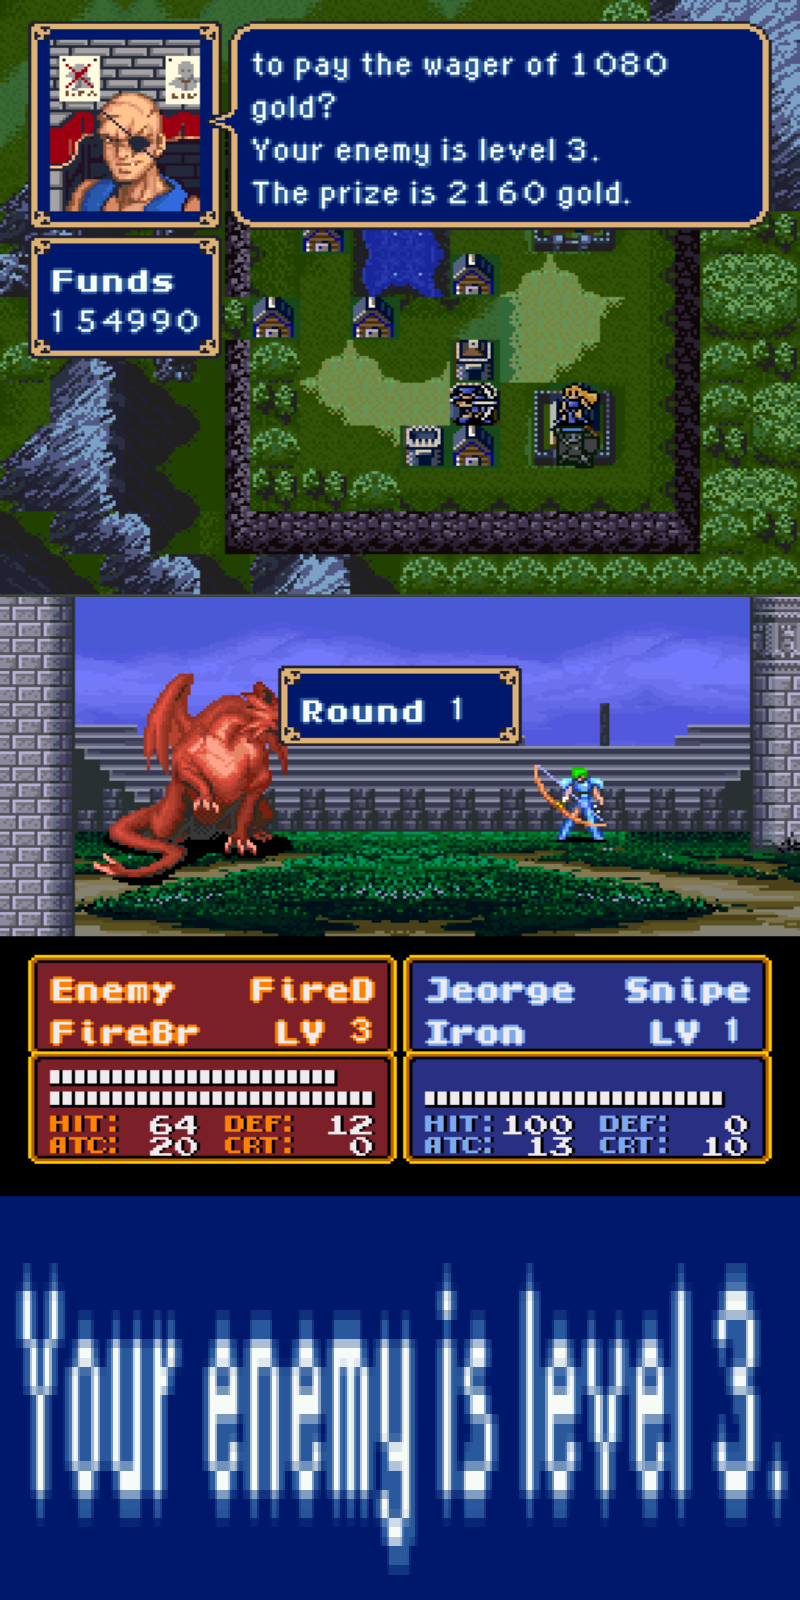 to pay the wager of 1080
gold?
Your enemy is level 3.
The prize is 2160 gold.
Funds
154990
Round 1
Enemy FireD
FireBr LV 3
HIT: 64 DEF: 12
ATC: 20 CRT: 0
Jeorge Snipe
Iron LV 1
HIT: 100 DEF: 0
ATC: 13 CRT: 10
Your enemy is level 3.